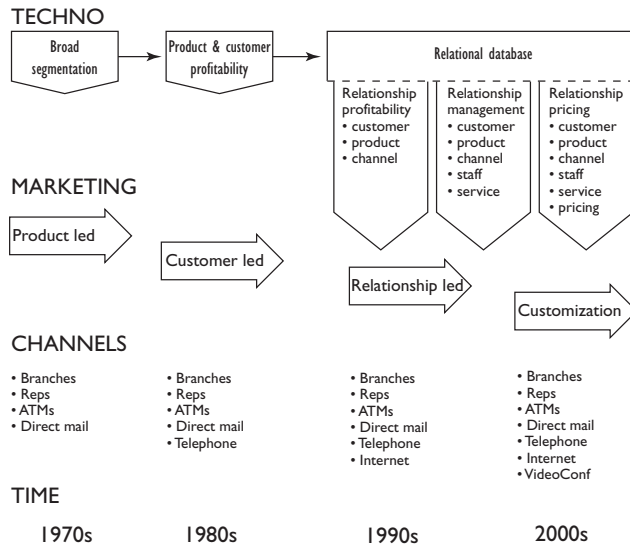 TECHNO
Broad
segmentation
Product & customer
profitability
Relational database
Relationship
profitability
• customer
• product
• channel
Relationship
management
• customer
• product
• channel
• staff
• service
Relationship
pricing
• customer
• product
• channel
• staff
• service
• pricing
MARKETING
Product led
Customer led
Relationship led
Customization
CHANNELS
• Branches
• Reps
• ATMs
• Direct mail
• Branches
• Reps
• ATMs
• Direct mail
• Telephone
• Branches
• Reps
• ATMs
• Direct mail
• Telephone
• Internet
• Branches
• Reps
• ATMs
• Direct mail
• Telephone
• Internet
• VideoConf
TIME
1970s
1980s
1990s
2000s